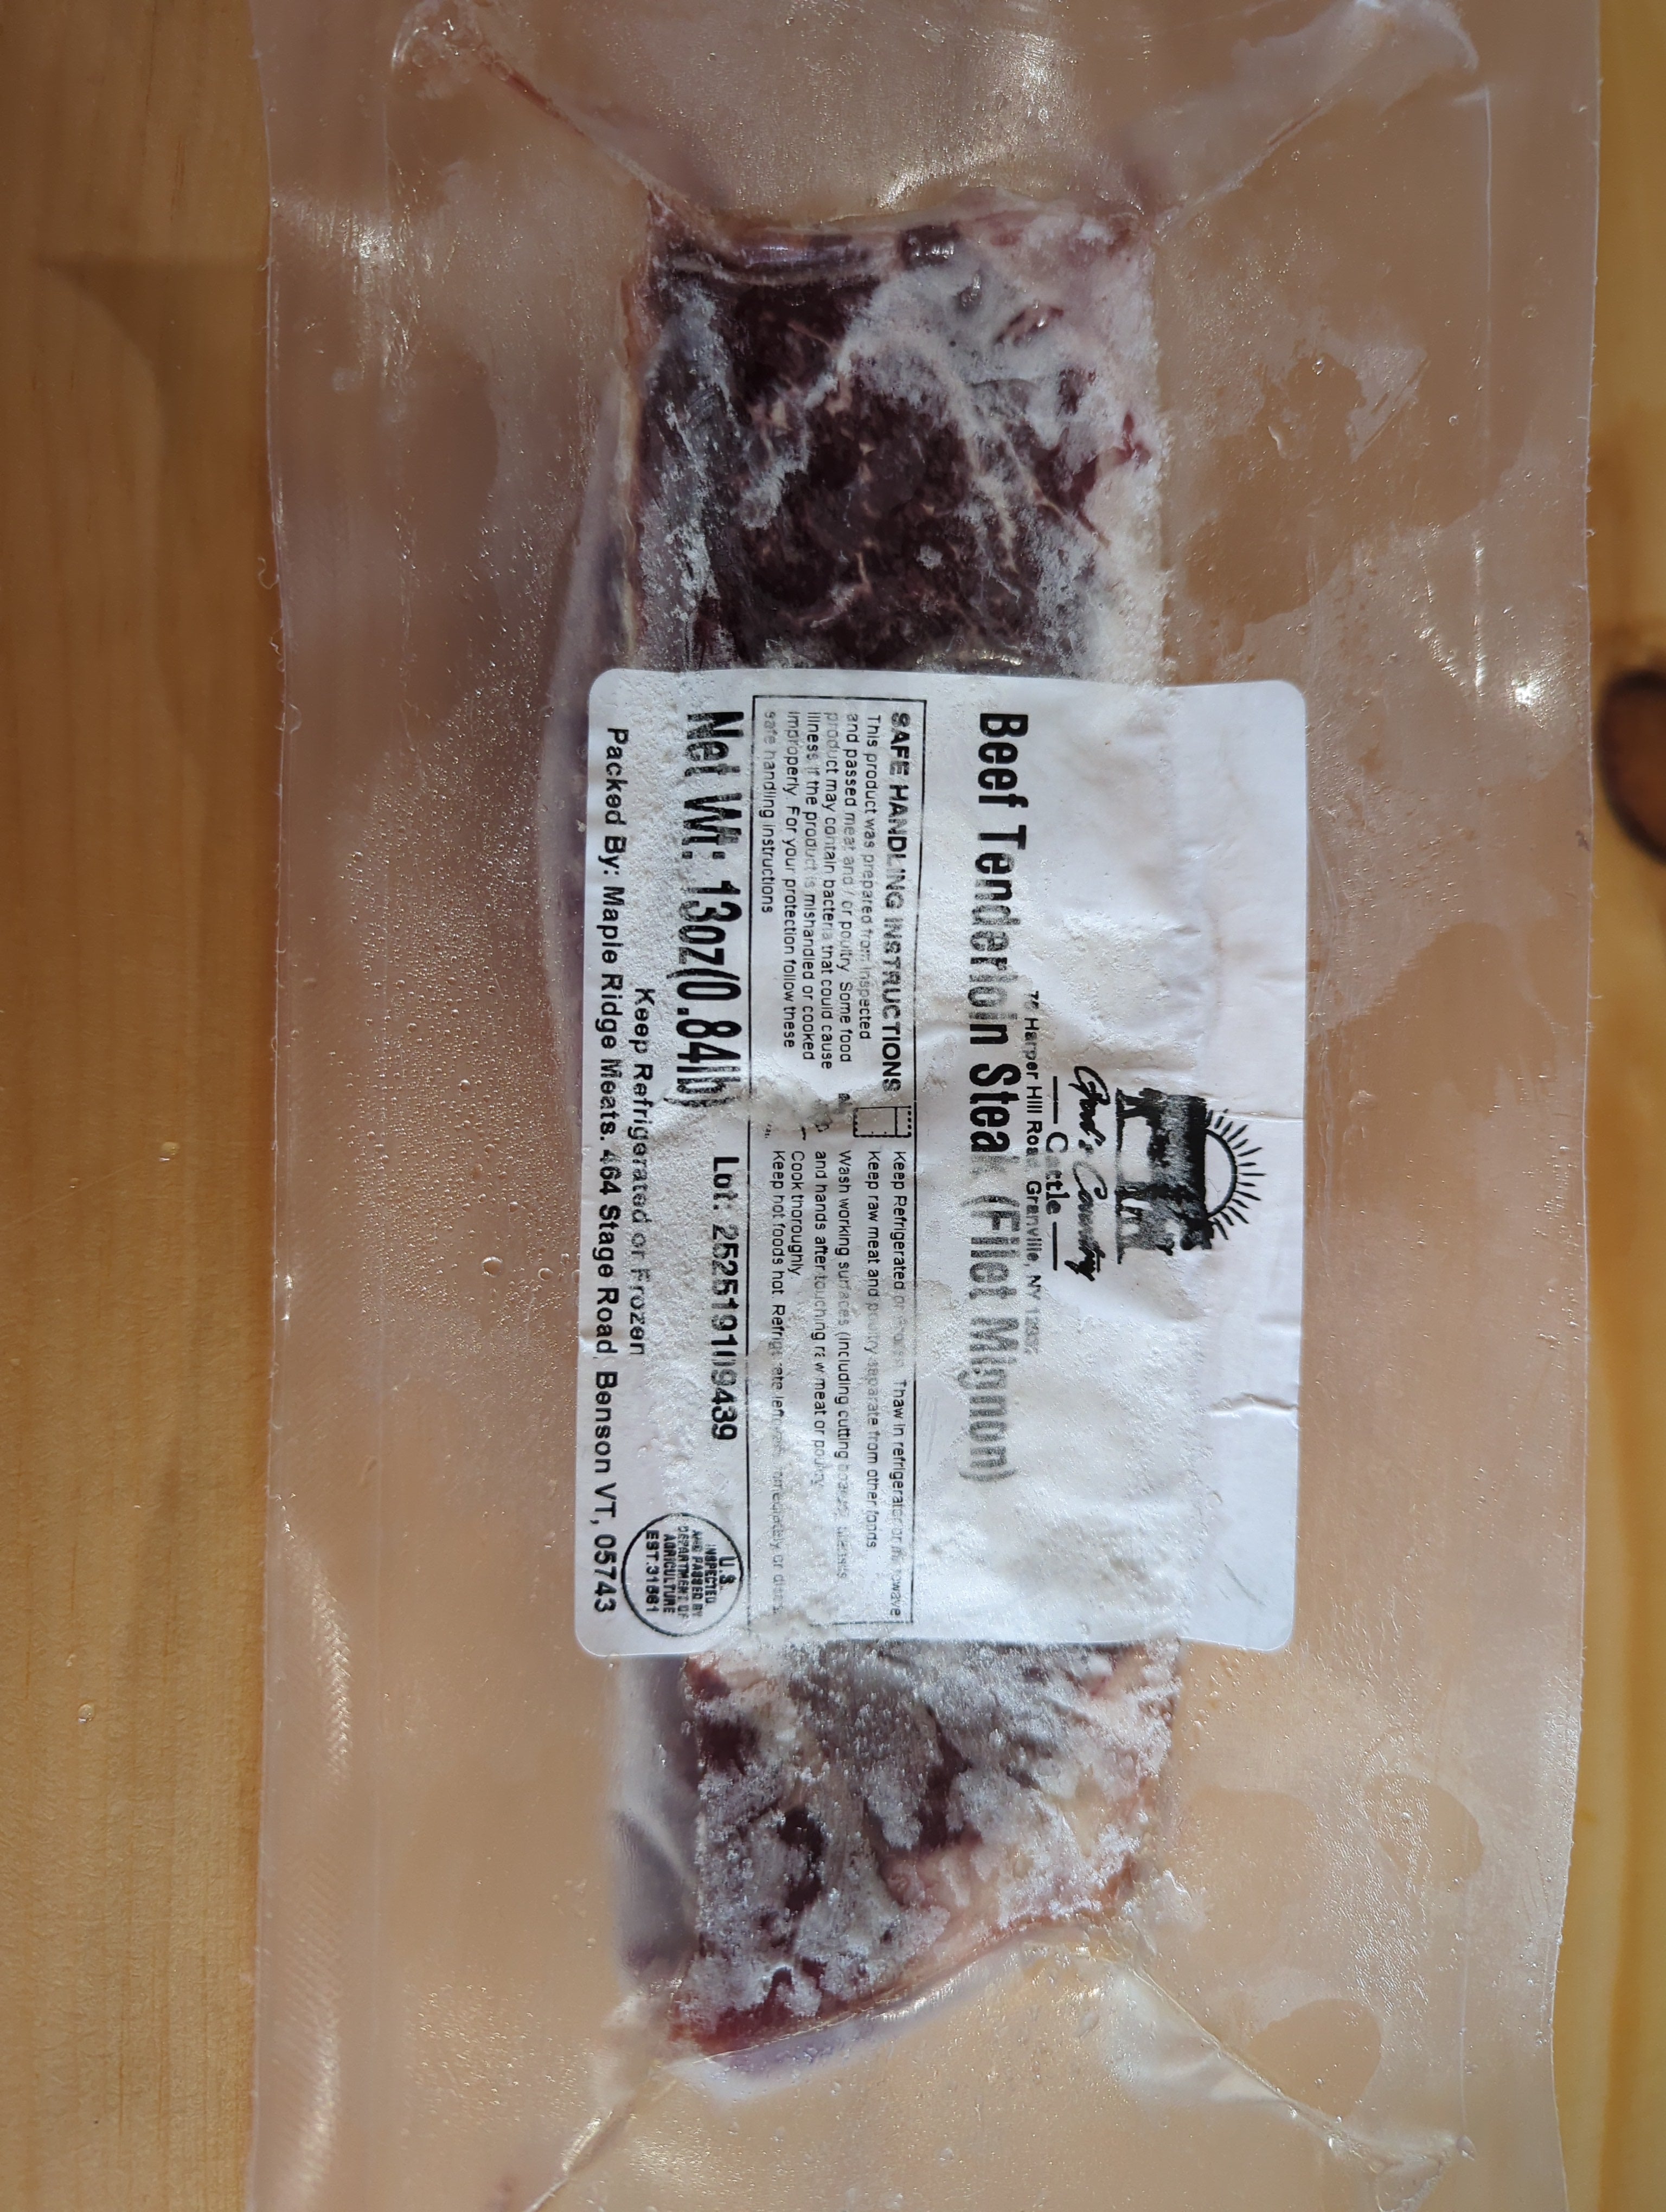 God's Country
Cattle
Harper Hill Road Granville, NY
Beef Tenderloin Steak (Filet Mignon)
SAFE HANDLING INSTRUCTIONS
This product was prepared from inspected
and passed meat and / or poultry Some food
product may contain bacteria that could cause
illness if the product is mishandled or cooked
improperly For your protection follow these
safe handling instructions
Keep Refrigerated or Frozen Thaw in refrigerator or microwave
Keep raw meat and poultry separate from other foods
Wash working surfaces (including cutting boards, utensils
and hands after touching raw meat or poultry
Cook thoroughly
Keep hot foods hot Refrigerate leftovers immediately or discard
Net Wt: 13oz(0.84lb)
Lot: 2525191109439
Keep Refrigerated or Frozen
Packed By: Maple Ridge Meats. 464 Stage Road, Benson VT, 05743
U.S.
INSPECTED
AND PASSED BY
DEPARTMENT OF
AGRICULTURE
EST.31561